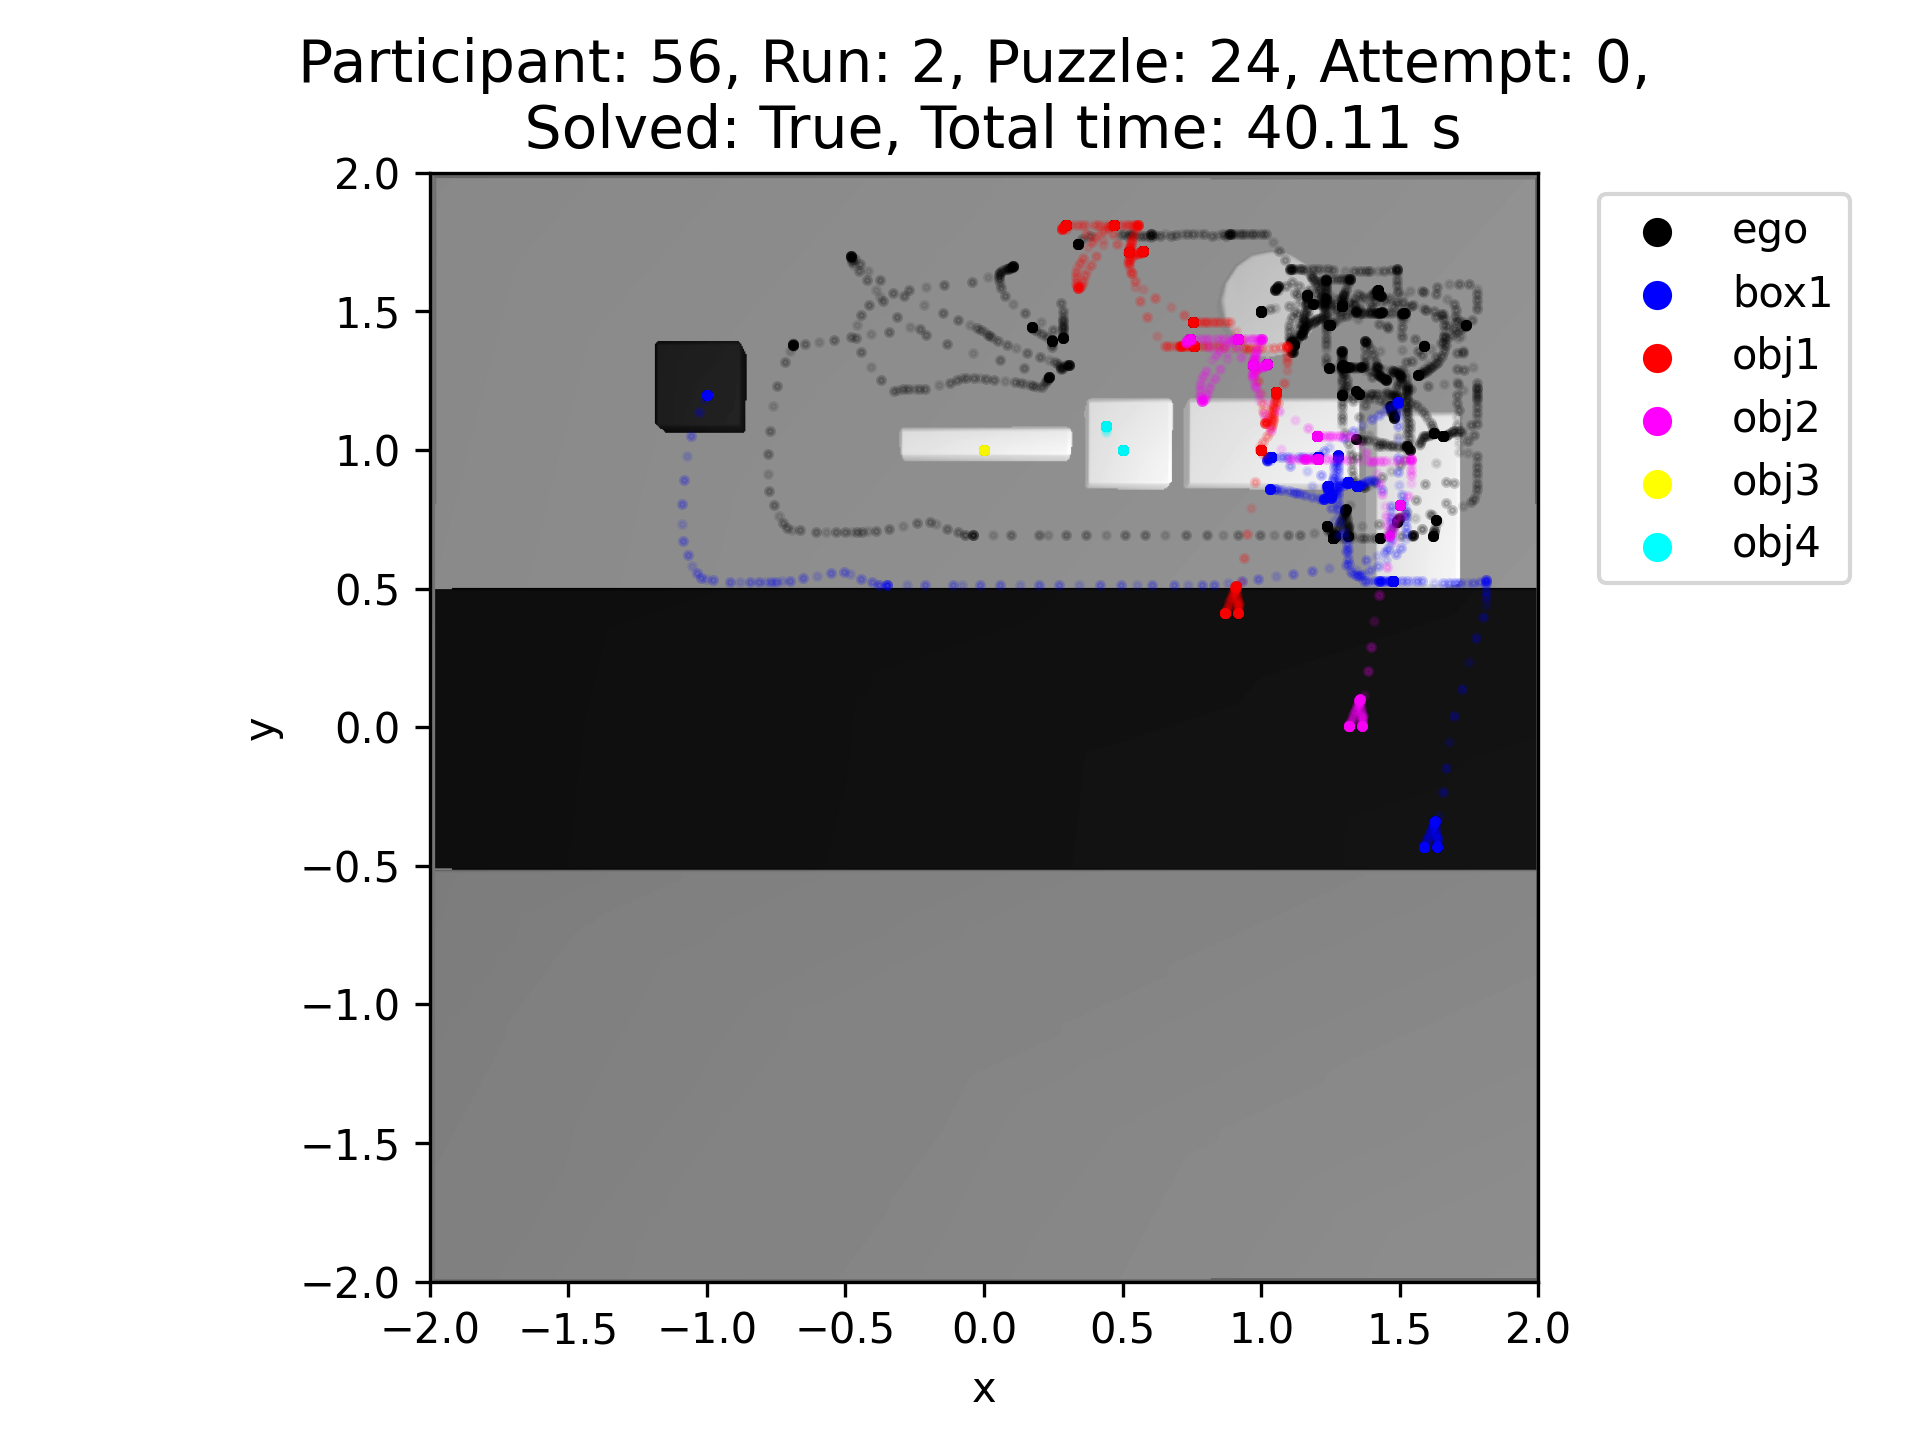 Participant: 56, Run: 2, Puzzle: 24, Attempt: 0,
Solved: True, Total time: 40.11 s
2.0
1.5
1.0
0.5
0.0
−0.5
−1.0
−1.5
−2.0
y
−2.0 −1.5 −1.0 −0.5 0.0 0.5 1.0 1.5 2.0
x
ego
box1
obj1
obj2
obj3
obj4